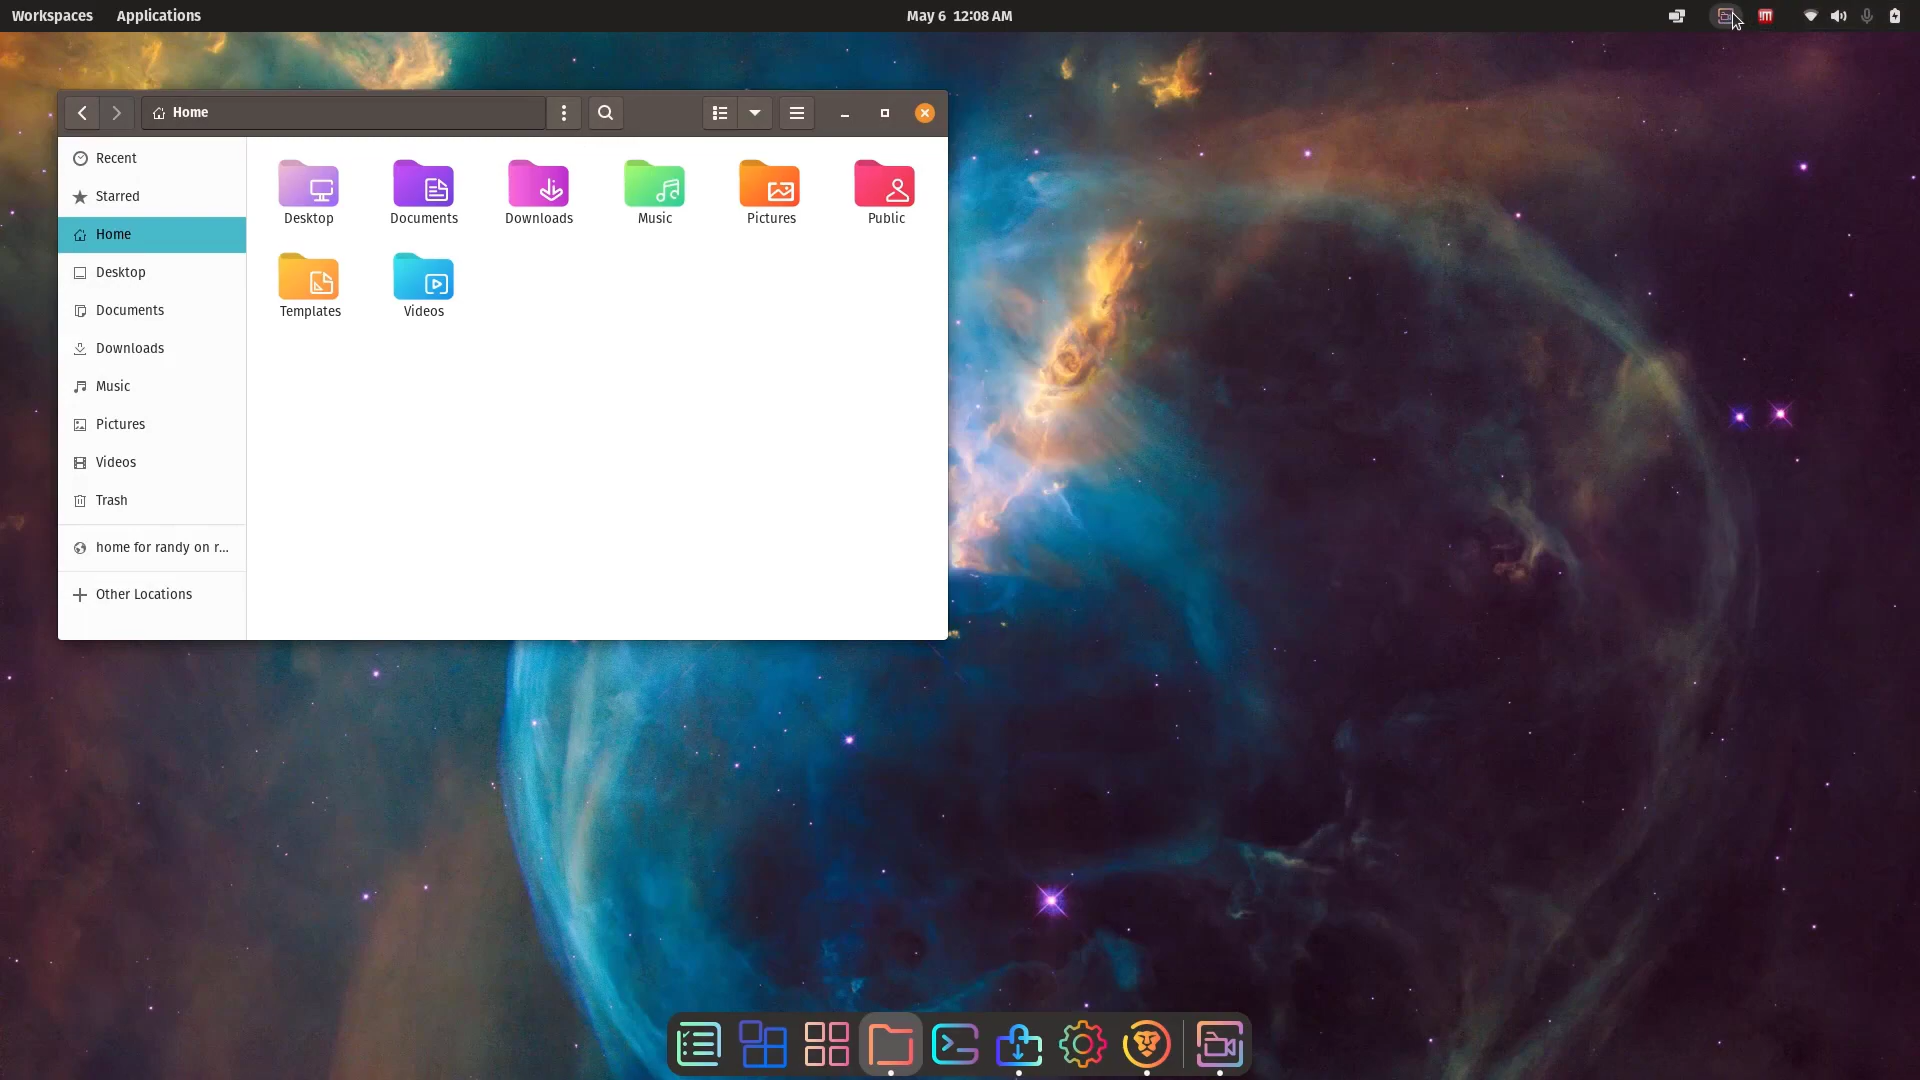 Workspaces Applications May 6 12:08 AM
Home
Recent
Starred
Home
Desktop
Documents
Downloads
Music
Pictures
Videos
Trash
home for randy on r...
Other Locations
Desktop Documents Downloads Music Pictures Public
Templates Videos